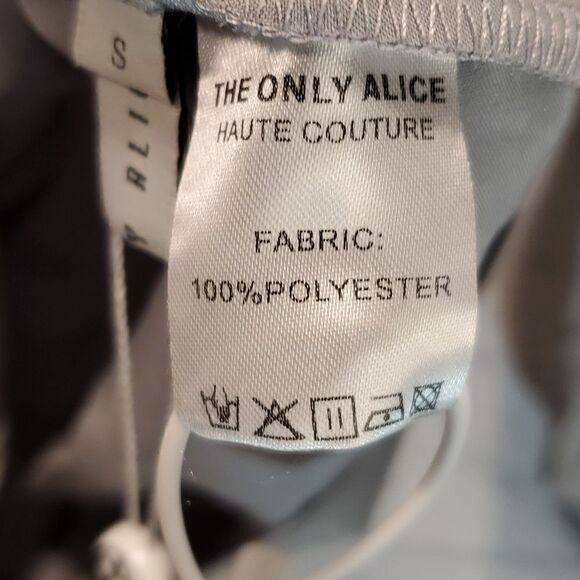 S
THE ONLY ALICE
HAUTE COUTURE
FABRIC:
100%POLYESTER